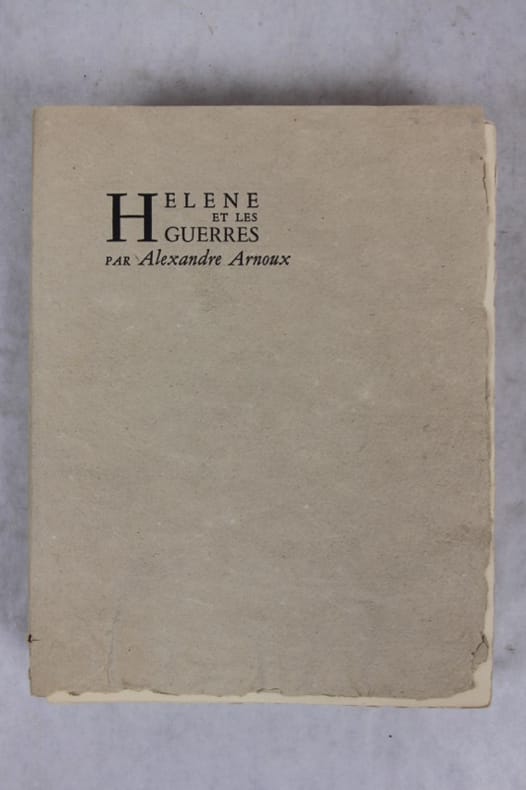 HELENE
ET LES
GUERRES
PAR Alexandre Arnoux